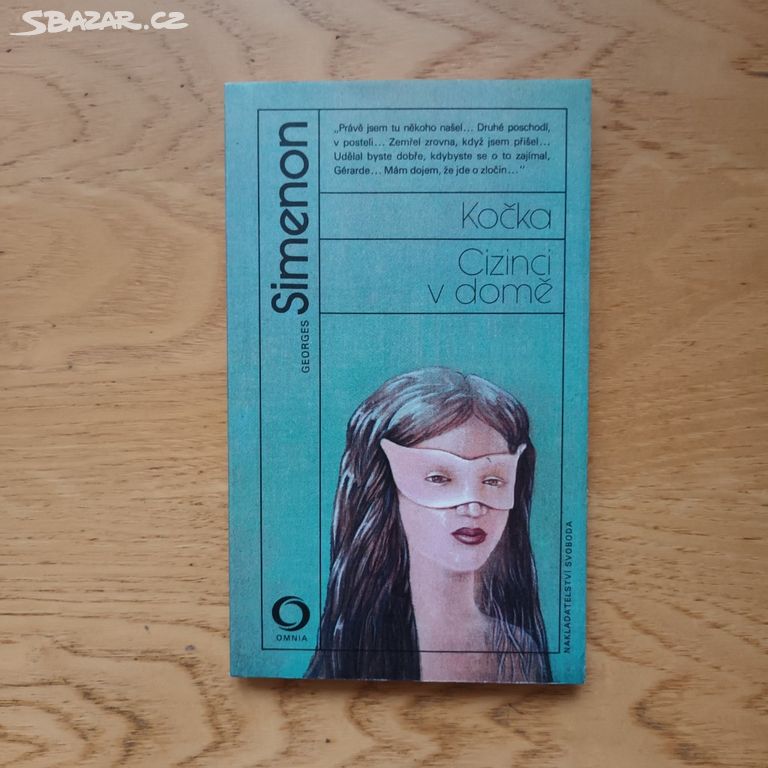 SBAZAR.CZ
„Právě jsem tu někoho našel... Druhé poschodí,
v posteli... Zemřel zrovna, když jsem přišel...
Udělal byste dobře, kdybyste se o to zajímal,
Gérarde... Mám dojem, že jde o zločin..."
GEORGES Simenon
Kočka
Cizinci
v domě
OMNIA
NAKLADATELSTVÍ SVOBODA